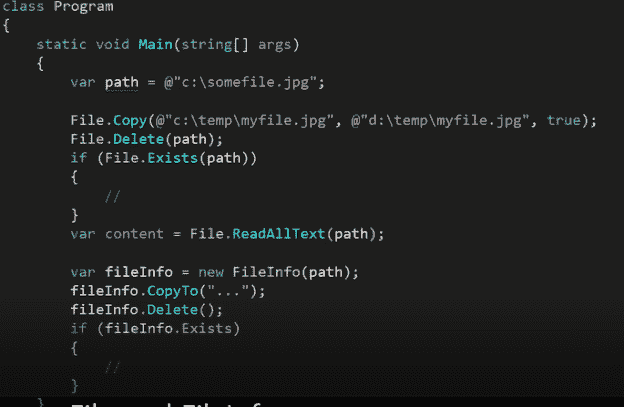 class Program
{
static void Main(string[] args)
{
var path = @"c:\somefile.jpg";
File.Copy(@"c:\temp\myfile.jpg", @"d:\temp\myfile.jpg", true);
File.Delete(path);
if (File.Exists(path))
{
//
}
var content = File.ReadAllText(path);
var fileInfo = new FileInfo(path);
fileInfo.CopyTo("...");
fileInfo.Delete();
if (fileInfo.Exists)
{
//
}
}